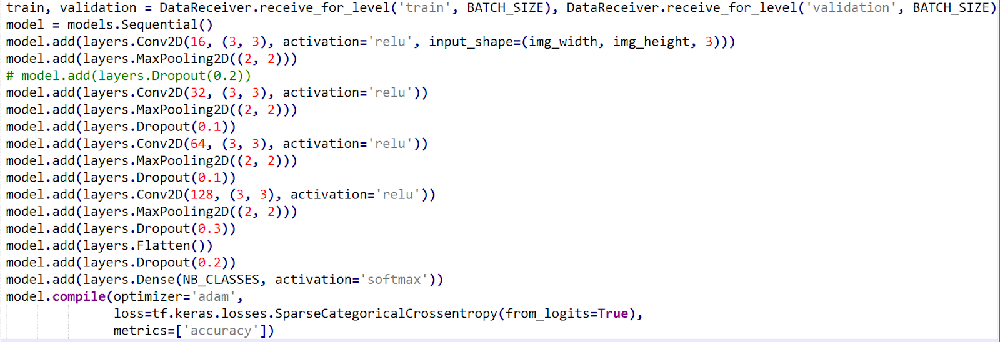 train, validation = DataReceiver.receive_for_level('train', BATCH_SIZE), DataReceiver.receive_for_level('validation', BATCH_SIZE)
model = models.Sequential()
model.add(layers.Conv2D(16, (3, 3), activation='relu', input_shape=(img_width, img_height, 3)))
model.add(layers.MaxPooling2D((2, 2)))
# model.add(layers.Dropout(0.2))
model.add(layers.Conv2D(32, (3, 3), activation='relu'))
model.add(layers.MaxPooling2D((2, 2)))
model.add(layers.Dropout(0.1))
model.add(layers.Conv2D(64, (3, 3), activation='relu'))
model.add(layers.MaxPooling2D((2, 2)))
model.add(layers.Dropout(0.1))
model.add(layers.Conv2D(128, (3, 3), activation='relu'))
model.add(layers.MaxPooling2D((2, 2)))
model.add(layers.Dropout(0.3))
model.add(layers.Flatten())
model.add(layers.Dropout(0.2))
model.add(layers.Dense(NB_CLASSES, activation='softmax'))
model.compile(optimizer='adam',
              loss=tf.keras.losses.SparseCategoricalCrossentropy(from_logits=True),
              metrics=['accuracy'])